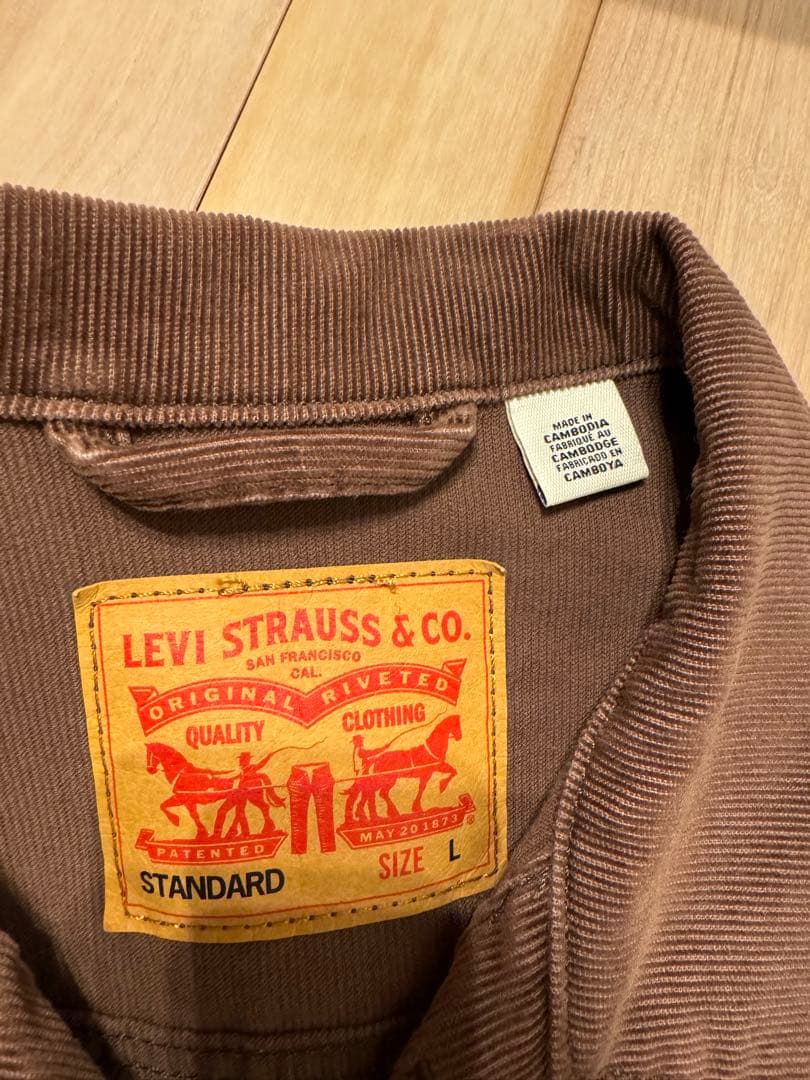 MADE IN
CAMBODIA
FABRIQUÉ AU
CAMBODGE
FABRICADO EN
CAMBOYA
LEVI STRAUSS & CO.
SAN FRANCISCO
CAL.
ORIGINAL RIVETED
QUALITY CLOTHING
PATENTED MAY 20 1873 ®
STANDARD SIZE L